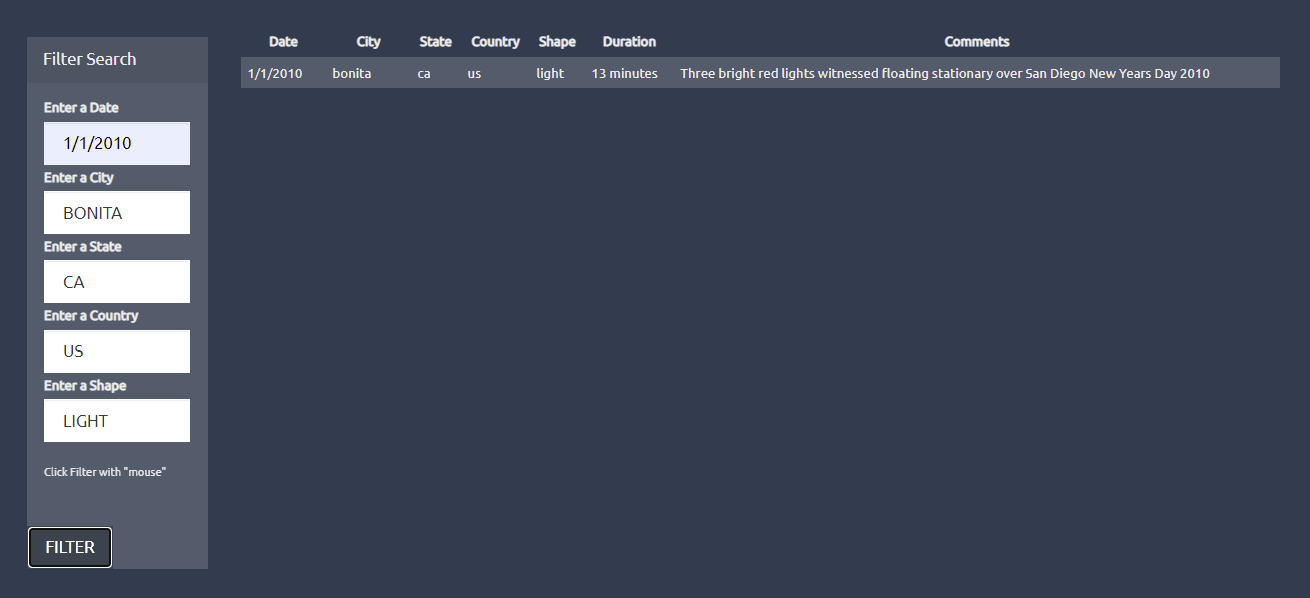 Filter Search
Enter a Date
1/1/2010
Enter a City
BONITA
Enter a State
CA
Enter a Country
US
Enter a Shape
LIGHT
Click Filter with "mouse"
FILTER
Date City State Country Shape Duration Comments
1/1/2010 bonita ca us light 13 minutes Three bright red lights witnessed floating stationary over San Diego New Years Day 2010